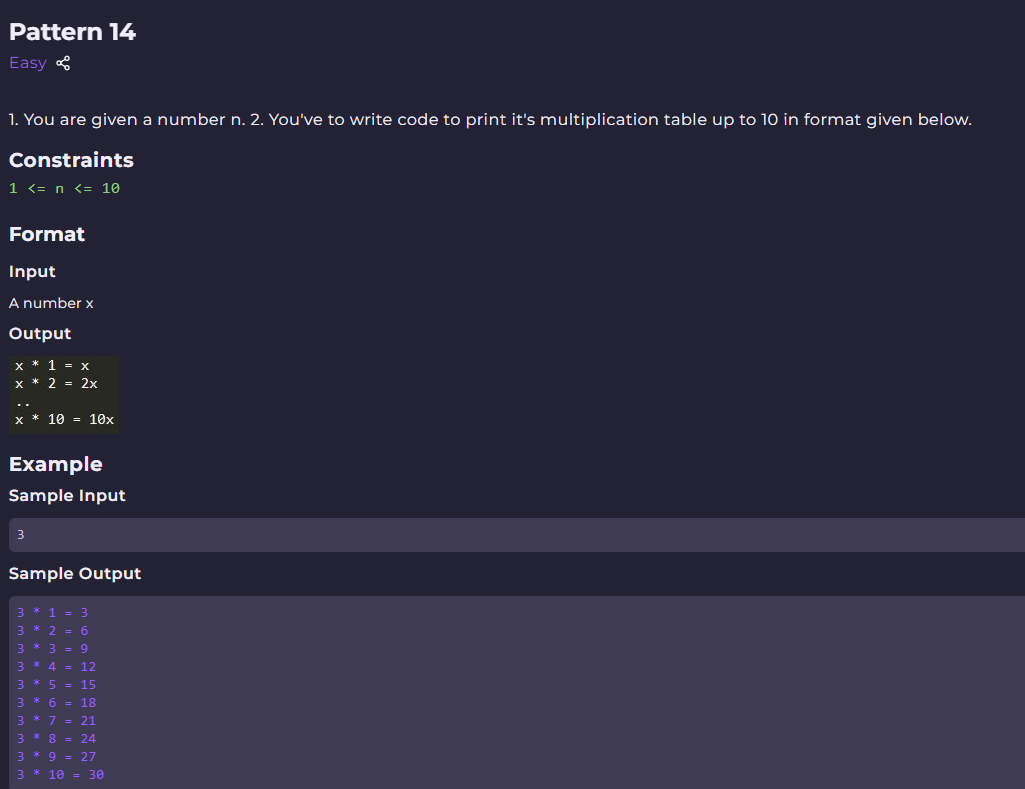 Pattern 14
Easy
1. You are given a number n. 2. You've to write code to print it's multiplication table up to 10 in format given below.
Constraints
1 <= n <= 10
Format
Input
A number x
Output
x * 1 = x
x * 2 = 2x
..
x * 10 = 10x
Example
Sample Input
3
Sample Output
3 * 1 = 3
3 * 2 = 6
3 * 3 = 9
3 * 4 = 12
3 * 5 = 15
3 * 6 = 18
3 * 7 = 21
3 * 8 = 24
3 * 9 = 27
3 * 10 = 30